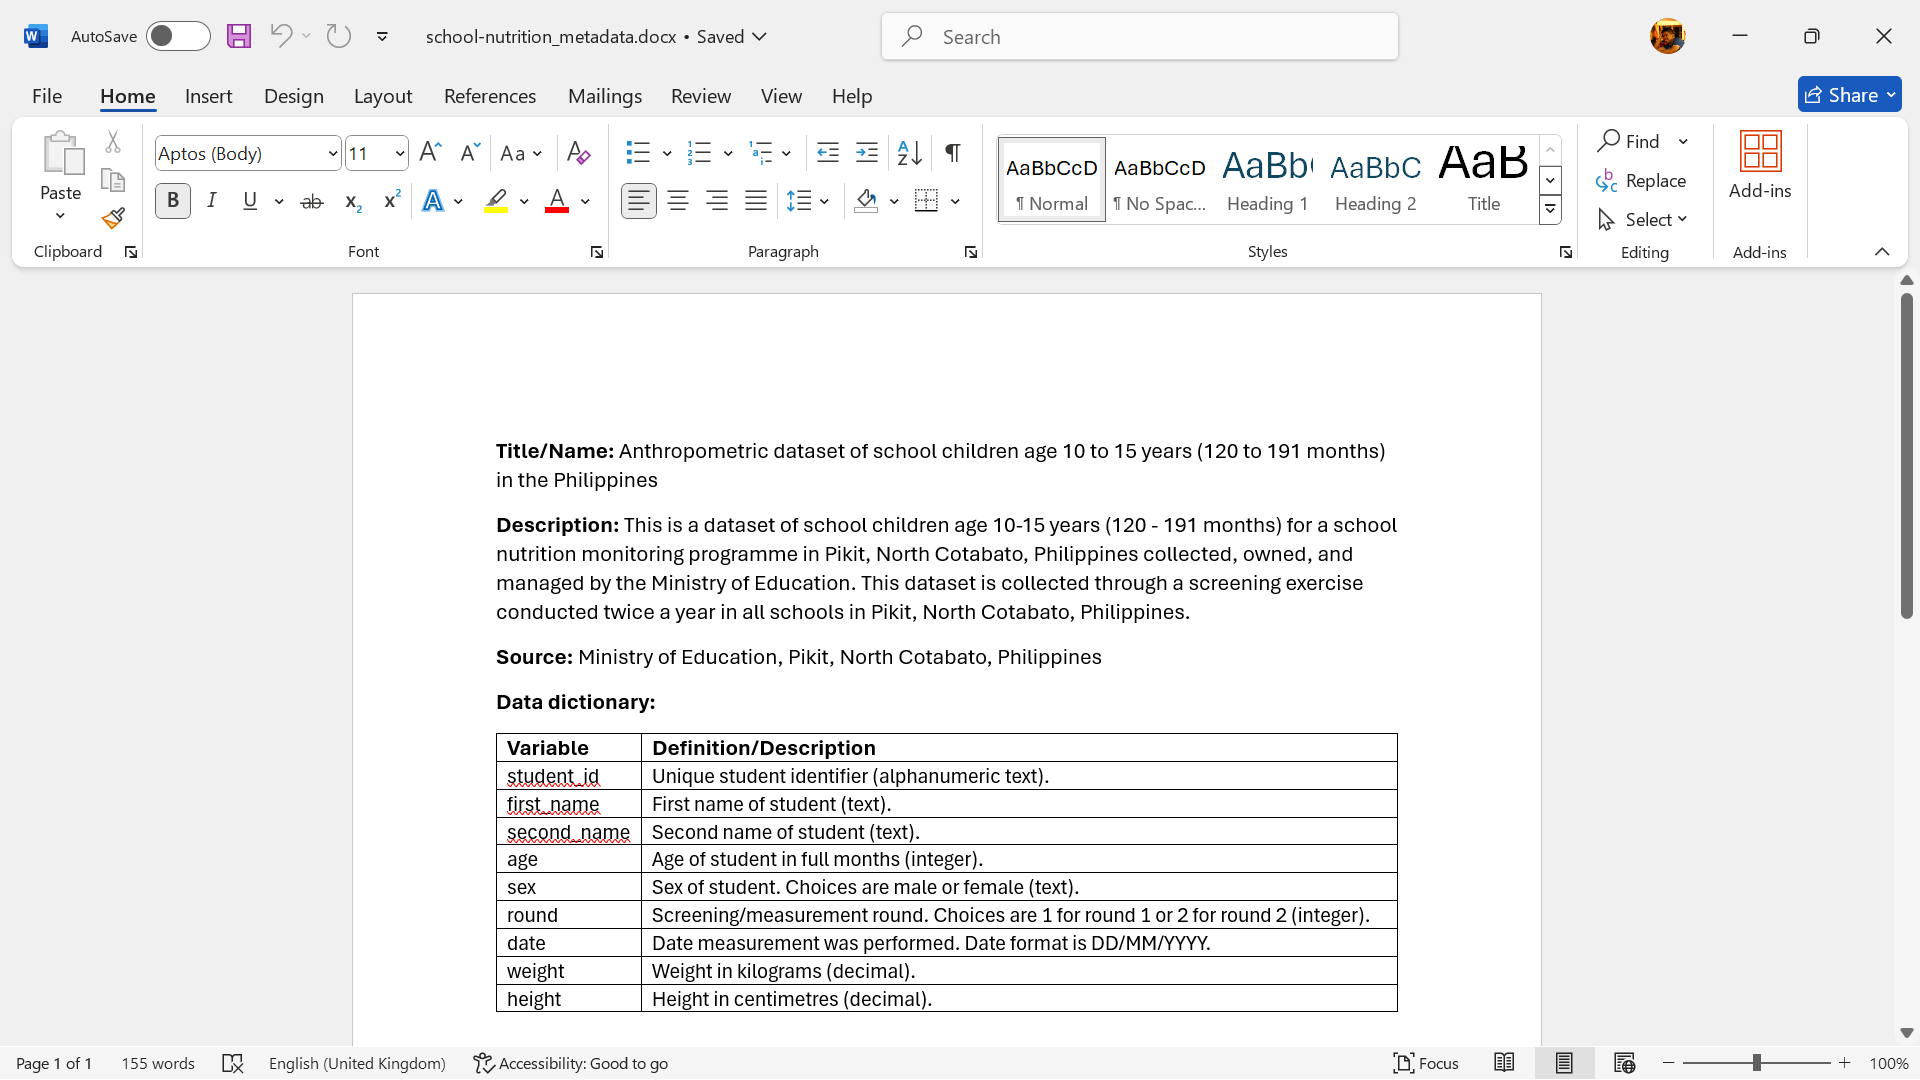 AutoSave
school-nutrition_metadata.docx • Saved
Search
File Home Insert Design Layout References Mailings Review View Help
Share
Paste
Clipboard
Aptos (Body) 11
Font
Paragraph
AaBbCcD AaBbCcD AaBb( AaBbC AaB
¶ Normal ¶ No Spac... Heading 1 Heading 2 Title
Styles
Find
Replace
Select
Editing
Add-ins
Add-ins
Title/Name: Anthropometric dataset of school children age 10 to 15 years (120 to 191 months)
in the Philippines
Description: This is a dataset of school children age 10-15 years (120 - 191 months) for a school
nutrition monitoring programme in Pikit, North Cotabato, Philippines collected, owned, and
managed by the Ministry of Education. This dataset is collected through a screening exercise
conducted twice a year in all schools in Pikit, North Cotabato, Philippines.
Source: Ministry of Education, Pikit, North Cotabato, Philippines
Data dictionary:
Variable Definition/Description
student_id Unique student identifier (alphanumeric text).
first_name First name of student (text).
second_name Second name of student (text).
age Age of student in full months (integer).
sex Sex of student. Choices are male or female (text).
round Screening/measurement round. Choices are 1 for round 1 or 2 for round 2 (integer).
date Date measurement was performed. Date format is DD/MM/YYYY.
weight Weight in kilograms (decimal).
height Height in centimetres (decimal).
Page 1 of 1 155 words English (United Kingdom) Accessibility: Good to go Focus 100%